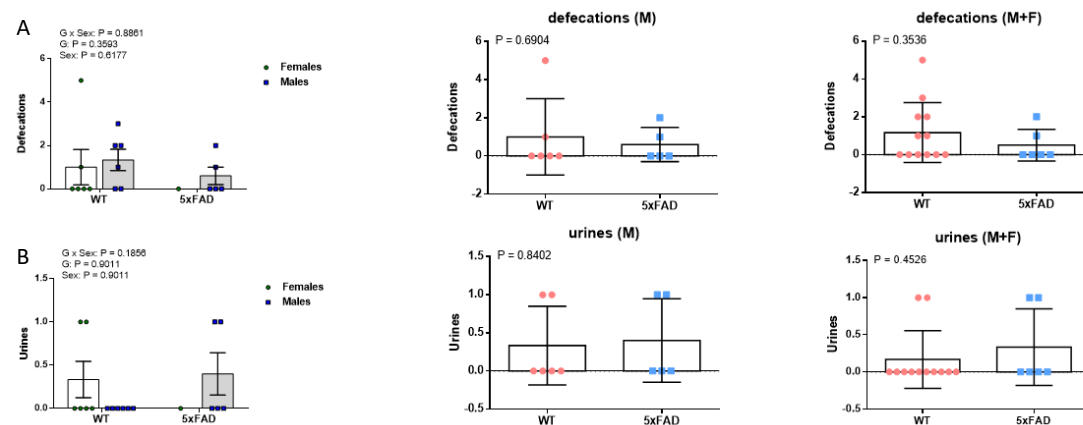 A
G x Sex: P = 0.8861
G: P = 0.3593
Sex: P = 0.6177
6
4
2
0
Defecations
WT
5xFAD
Females
Males
defecations (M)
P = 0.6904
6
4
2
0
-2
Defecations
WT
5xFAD
defecations (M+F)
P = 0.3536
6
4
2
0
-2
Defecations
WT
5xFAD
B
G x Sex: P = 0.1856
G: P = 0.9011
Sex: P = 0.9011
1.5
1.0
0.5
0.0
Urines
WT
5xFAD
Females
Males
urines (M)
P = 0.8402
1.5
1.0
0.5
0.0
-0.5
Urines
WT
5xFAD
urines (M+F)
P = 0.4526
1.5
1.0
0.5
0.0
-0.5
Urines
WT
5xFAD